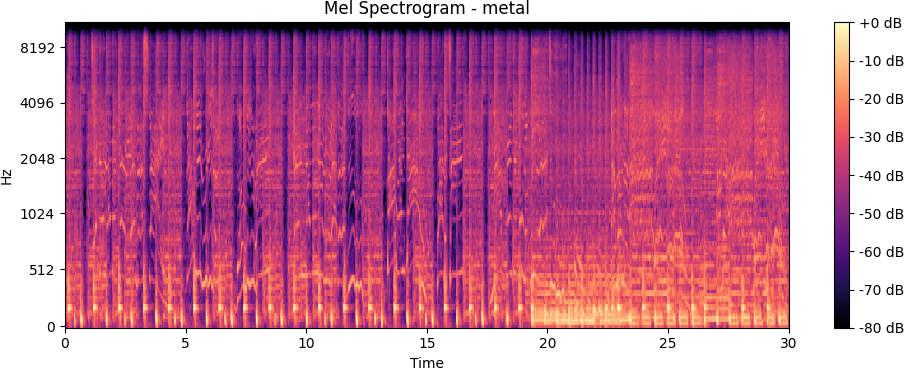 Mel Spectrogram - metal
8192
4096
2048
1024
512
0
Hz
0 5 10 15 20 25 30
Time
+0 dB
-10 dB
-20 dB
-30 dB
-40 dB
-50 dB
-60 dB
-70 dB
-80 dB